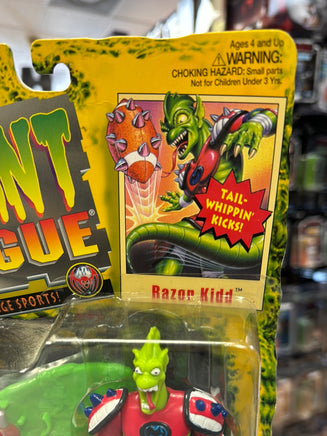 Ages 4 and Up
⚠WARNING:
CHOKING HAZARD: Small parts
Not for Children Under 3 Yrs.
NT
GUE®
GE SPORTS!
TAIL-
WHIPPIN'
KICKS!
Razor Kidd™